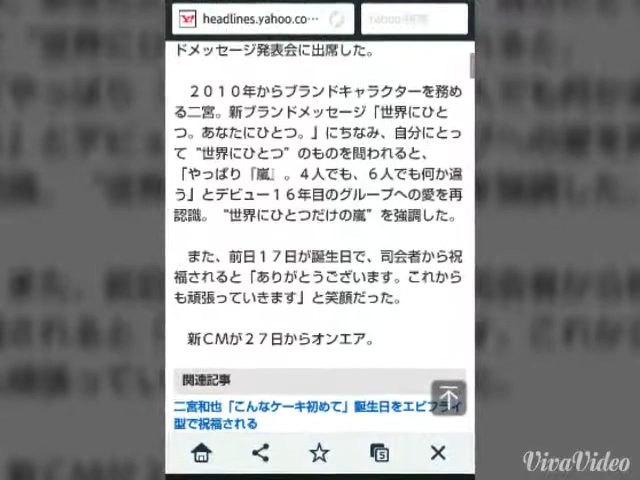 headlines.yahoo.co…
ドメッセージ発表会に出席した。
２０１０年からブランドキャラクターを務め
る二宮。新ブランドメッセージ「世界にひと
つ。あなたにひとつ。」にちなみ、自分にとっ
て“世界にひとつ”のものを問われると、
「やっぱり『嵐』。４人でも、６人でも何か違
う」とデビュー１６年目のグループへの愛を再
認識。“世界にひとつだけの嵐”を強調した。
また、前日１７日が誕生日で、司会者から祝
福されると「ありがとうございます。これから
も頑張っていきます」と笑顔だった。
新ＣＭが２７日からオンエア。
関連記事
二宮和也「こんなケーキ初めて」誕生日をエビフライ
型で祝福される
5
VivaVideo